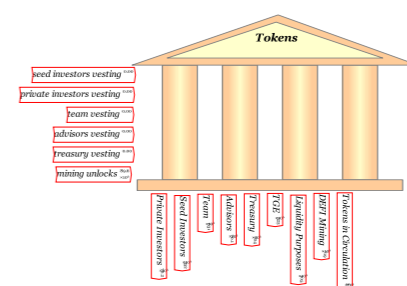 Tokens
seed investors vesting
private investors vesting
team vesting
advisors vesting
treasury vesting
mining unlocks
Private Investors
Seed Investors
Team
Advisors
Treasury
TGE
Liquidity Purposes
DEFI Mining
Tokens in Circulation